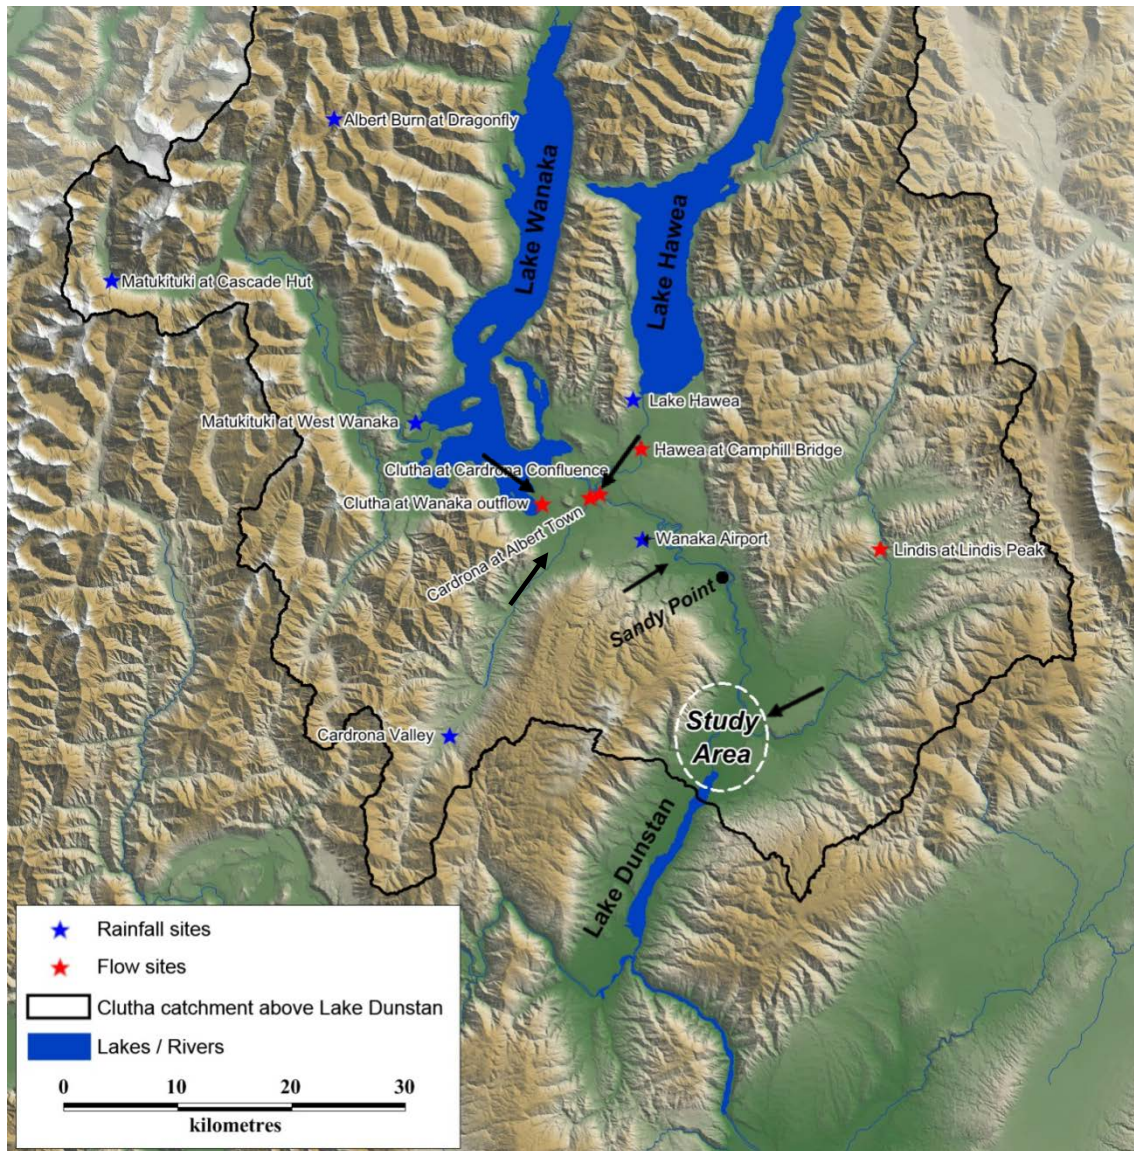 Albert Burn at Dragonfly
Lake Wanaka
Lake Hawea
Matukituki at Cascade Hut
Lake Hawea
Matukituki at West Wanaka
Hawea at Camphill Bridge
Clutha at Cardrona Confluence
Clutha at Wanaka outflow
Cardrona at Albert Town
Wanaka Airport
Lindis at Lindis Peak
Sandy Point
Study
Area
Cardrona Valley
Lake Dunstan
Rainfall sites
Flow sites
Clutha catchment above Lake Dunstan
Lakes / Rivers
0 10 20 30
kilometres